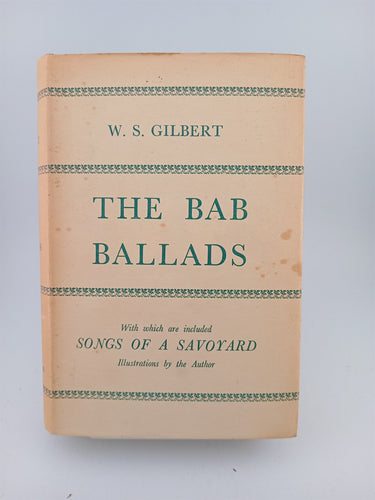 W. S. GILBERT
THE BAB
BALLADS
With which are included
SONGS OF A SAVOYARD
Illustrations by the Author